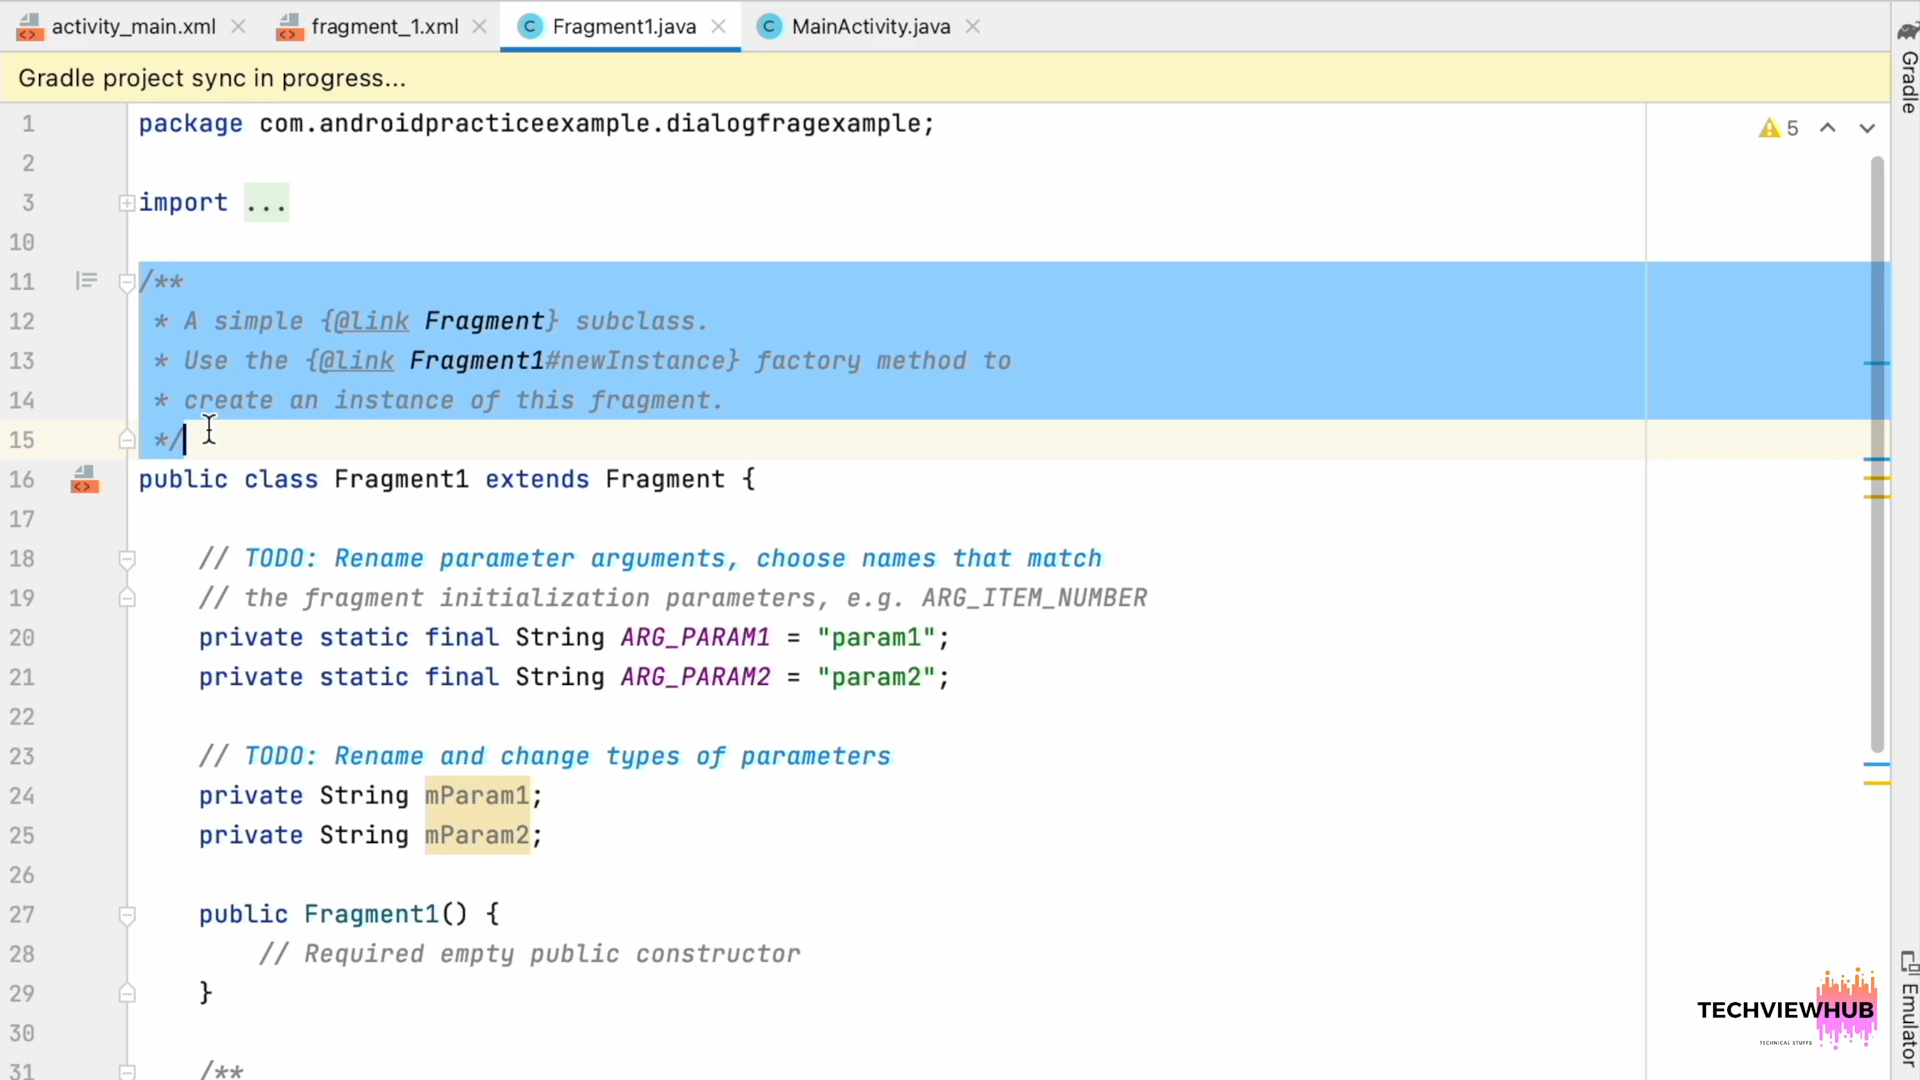 activity_main.xml fragment_1.xml Fragment1.java MainActivity.java
Gradle project sync in progress...
1 package com.androidpracticeexample.dialogfragexample;
5
2
3 import ...
10
11 /**
12 * A simple {@link Fragment} subclass.
13 * Use the {@link Fragment1#newInstance} factory method to
14 * create an instance of this fragment.
15 */
16 public class Fragment1 extends Fragment {
17
18 // TODO: Rename parameter arguments, choose names that match
19 // the fragment initialization parameters, e.g. ARG_ITEM_NUMBER
20 private static final String ARG_PARAM1 = "param1";
21 private static final String ARG_PARAM2 = "param2";
22
23 // TODO: Rename and change types of parameters
24 private String mParam1;
25 private String mParam2;
26
27 public Fragment1() {
28 // Required empty public constructor
29 }
30
31 /**
Gradle
Emulator
TECHVIEWHUB
TECHNICAL STUFFS